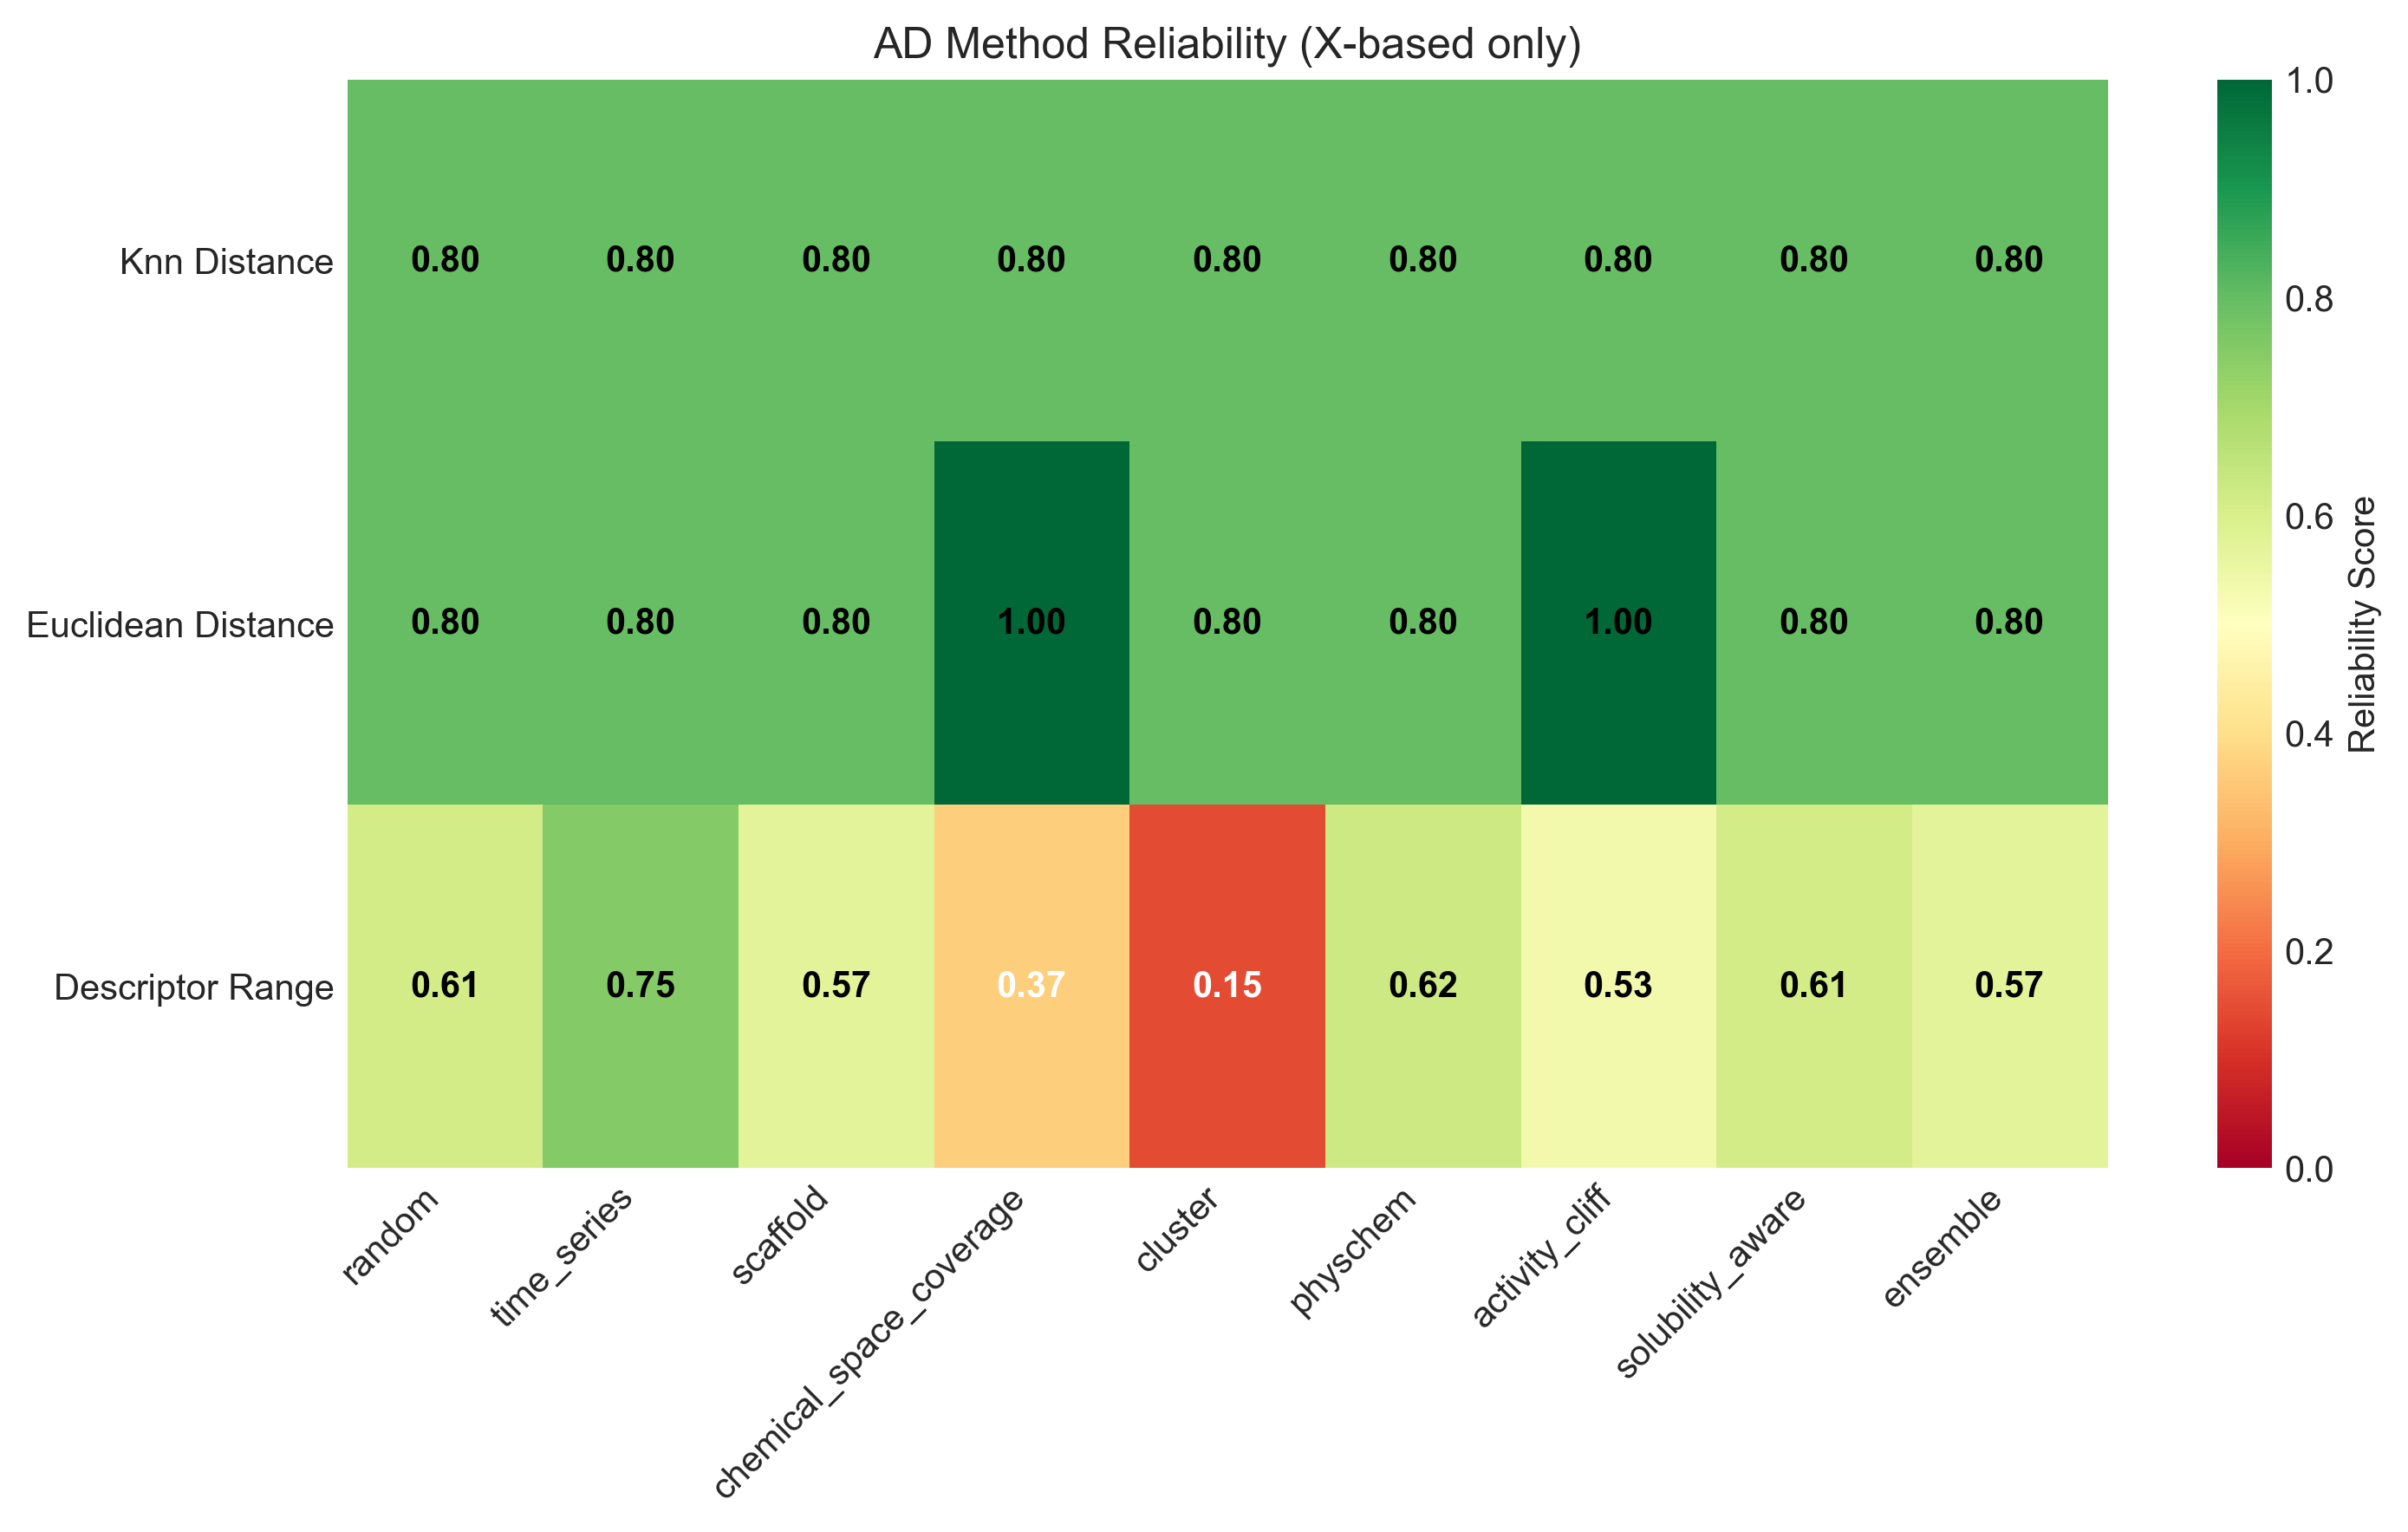 AD Method Reliability (X-based only)
Knn Distance 0.80 0.80 0.80 0.80 0.80 0.80 0.80 0.80 0.80
Euclidean Distance 0.80 0.80 0.80 1.00 0.80 0.80 1.00 0.80 0.80
Descriptor Range 0.61 0.75 0.57 0.37 0.15 0.62 0.53 0.61 0.57
random
time_series
scaffold
chemical_space_coverage
cluster
physchem
activity_cliff
solubility_aware
ensemble
1.0
0.8
0.6
0.4
0.2
0.0
Reliability Score